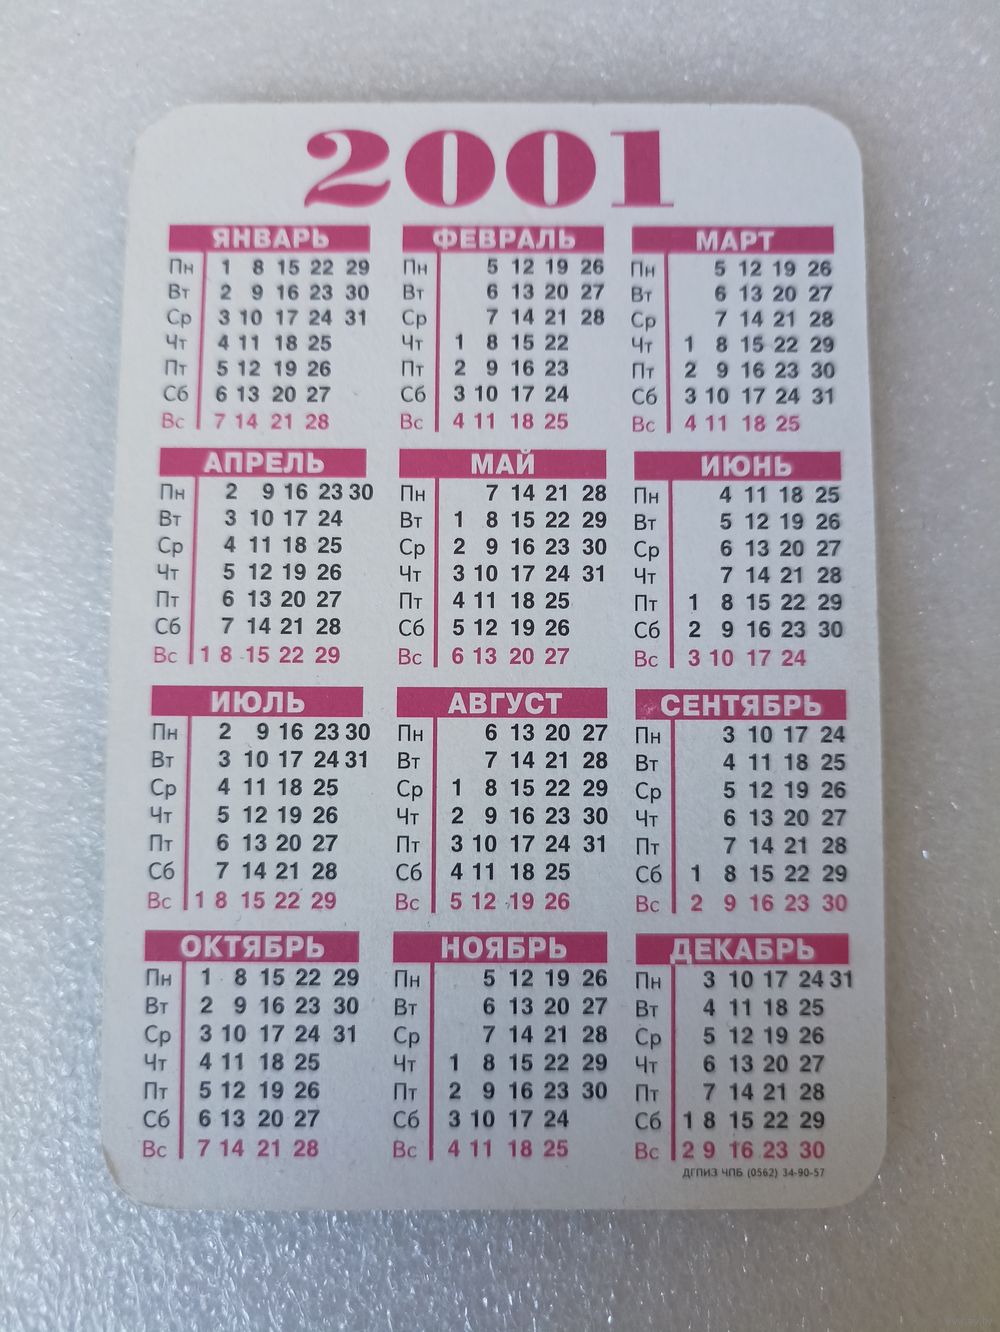 2001
ЯНВАРЬ
Пн 1 8 15 22 29
Вт 2 9 16 23 30
Ср 3 10 17 24 31
Чт 4 11 18 25
Пт 5 12 19 26
Сб 6 13 20 27
Вс 7 14 21 28
ФЕВРАЛЬ
Пн 5 12 19 26
Вт 6 13 20 27
Ср 7 14 21 28
Чт 1 8 15 22
Пт 2 9 16 23
Сб 3 10 17 24
Вс 4 11 18 25
МАРТ
Пн 5 12 19 26
Вт 6 13 20 27
Ср 7 14 21 28
Чт 1 8 15 22 29
Пт 2 9 16 23 30
Сб 3 10 17 24 31
Вс 4 11 18 25
АПРЕЛЬ
Пн 2 9 16 23 30
Вт 3 10 17 24
Ср 4 11 18 25
Чт 5 12 19 26
Пт 6 13 20 27
Сб 7 14 21 28
Вс 1 8 15 22 29
МАЙ
Пн 7 14 21 28
Вт 1 8 15 22 29
Ср 2 9 16 23 30
Чт 3 10 17 24 31
Пт 4 11 18 25
Сб 5 12 19 26
Вс 6 13 20 27
ИЮНЬ
Пн 4 11 18 25
Вт 5 12 19 26
Ср 6 13 20 27
Чт 7 14 21 28
Пт 1 8 15 22 29
Сб 2 9 16 23 30
Вс 3 10 17 24
ИЮЛЬ
Пн 2 9 16 23 30
Вт 3 10 17 24 31
Ср 4 11 18 25
Чт 5 12 19 26
Пт 6 13 20 27
Сб 7 14 21 28
Вс 1 8 15 22 29
АВГУСТ
Пн 6 13 20 27
Вт 7 14 21 28
Ср 1 8 15 22 29
Чт 2 9 16 23 30
Пт 3 10 17 24 31
Сб 4 11 18 25
Вс 5 12 19 26
СЕНТЯБРЬ
Пн 3 10 17 24
Вт 4 11 18 25
Ср 5 12 19 26
Чт 6 13 20 27
Пт 7 14 21 28
Сб 1 8 15 22 29
Вс 2 9 16 23 30
ОКТЯБРЬ
Пн 1 8 15 22 29
Вт 2 9 16 23 30
Ср 3 10 17 24 31
Чт 4 11 18 25
Пт 5 12 19 26
Сб 6 13 20 27
Вс 7 14 21 28
НОЯБРЬ
Пн 5 12 19 26
Вт 6 13 20 27
Ср 7 14 21 28
Чт 1 8 15 22 29
Пт 2 9 16 23 30
Сб 3 10 17 24
Вс 4 11 18 25
ДЕКАБРЬ
Пн 3 10 17 24 31
Вт 4 11 18 25
Ср 5 12 19 26
Чт 6 13 20 27
Пт 7 14 21 28
Сб 1 8 15 22 29
Вс 2 9 16 23 30
ДГПИЗ ЧПБ (0562) 34-90-57